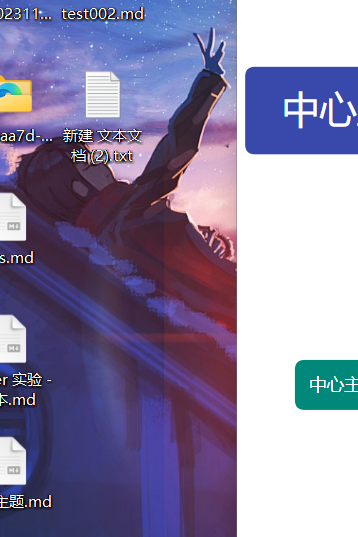 02311... test002.md
aa7d-... 新建 文本文
档 (2).txt
s.md
er 实验 -
本.md
主题.md
中心
中心主